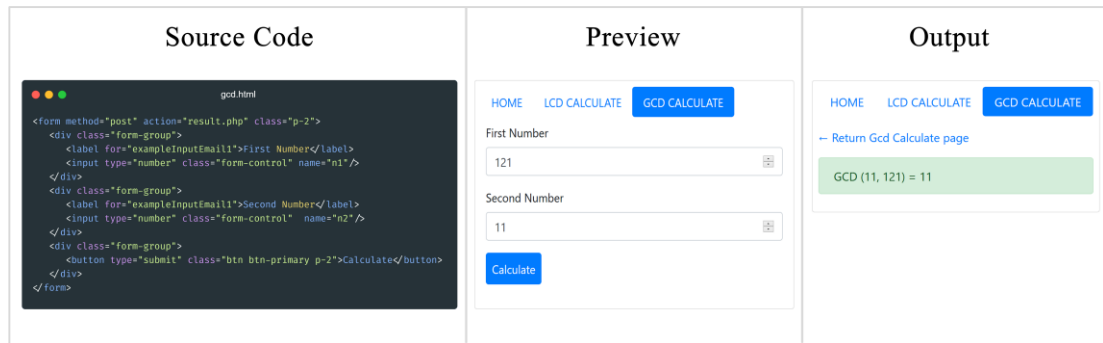 Source Code
gcd.html
<form method="post" action="result.php" class="p-2">
<div class="form-group">
<label for="exampleInputEmail1">First Number</label>
<input type="number" class="form-control" name="n1"/>
</div>
<div class="form-group">
<label for="exampleInputEmail1">Second Number</label>
<input type="number" class="form-control"  name="n2"/>
</div>
<div class="form-group">
<button type="submit" class="btn btn-primary p-2">Calculate</button>
</div>
</form>
Preview
HOME LCD CALCULATE GCD CALCULATE
First Number
121
Second Number
11
Calculate
Output
HOME LCD CALCULATE GCD CALCULATE
← Return Gcd Calculate page
GCD (11, 121) = 11